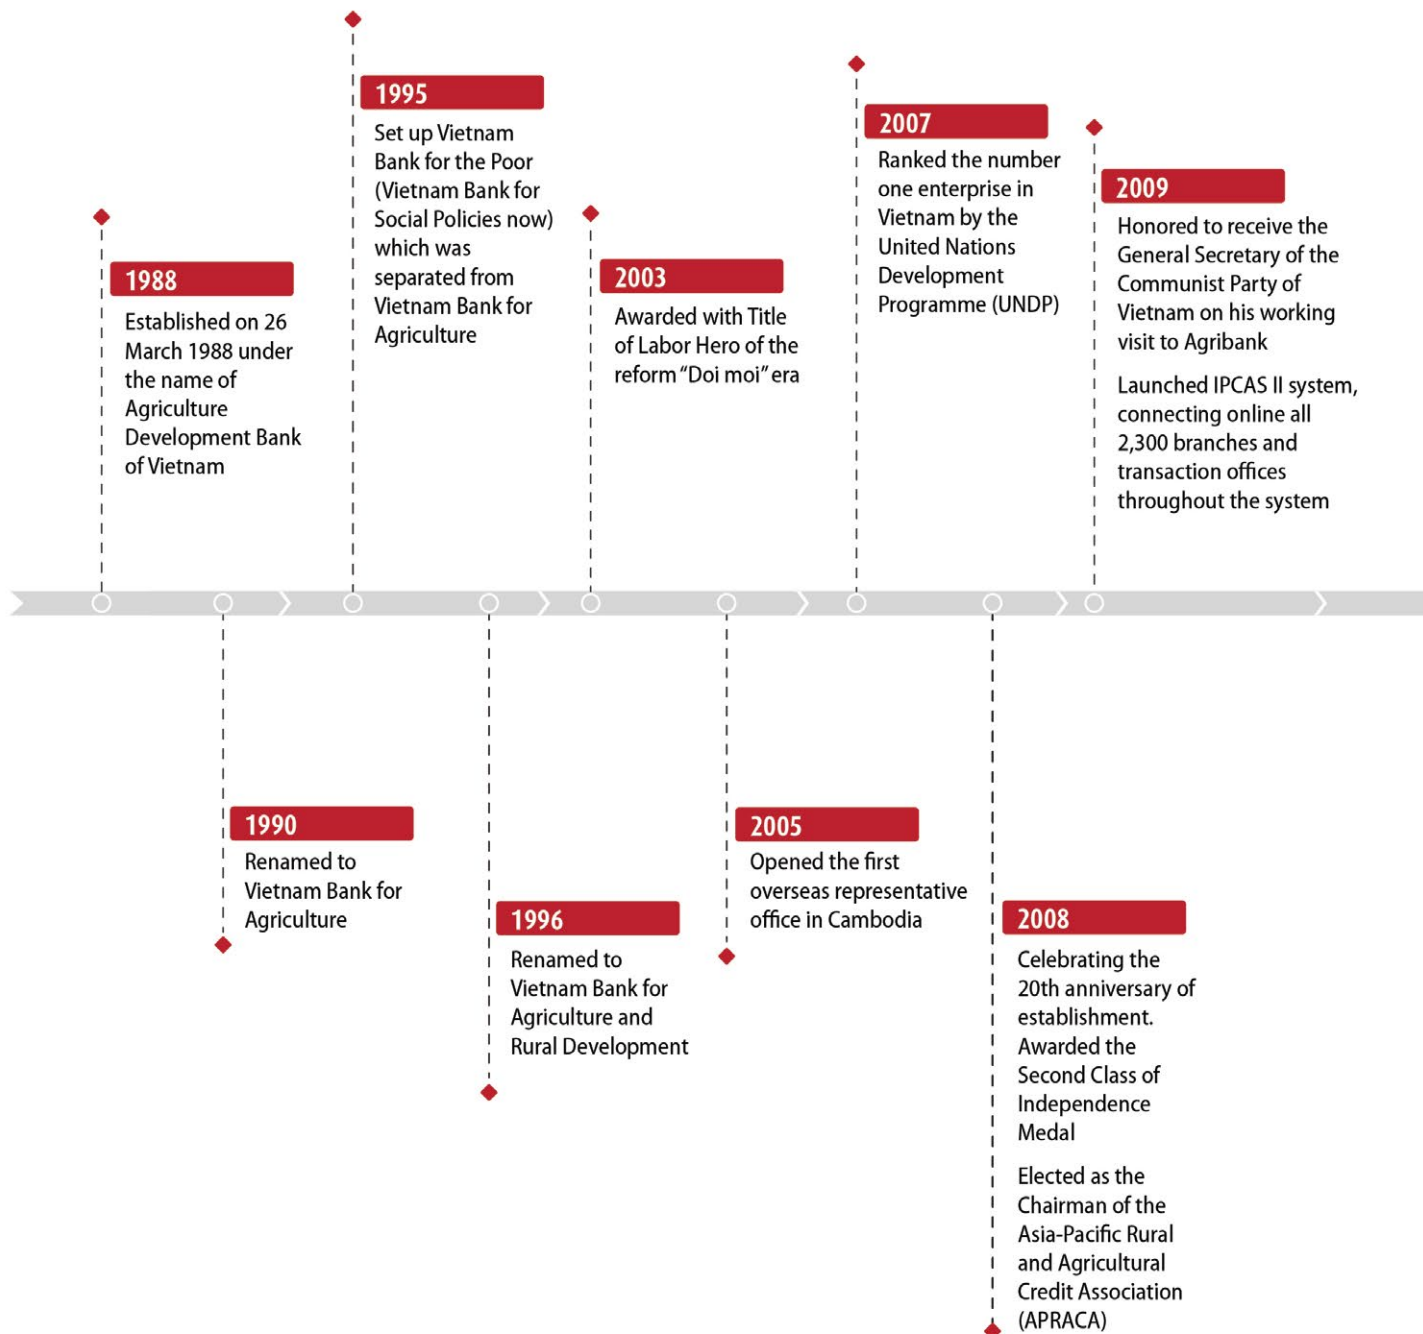 1988
Established on 26
March 1988 under
the name of
Agriculture
Development Bank
of Vietnam
1990
Renamed to
Vietnam Bank for
Agriculture
1995
Set up Vietnam
Bank for the Poor
(Vietnam Bank for
Social Policies now)
which was
separated from
Vietnam Bank for
Agriculture
1996
Renamed to
Vietnam Bank for
Agriculture and
Rural Development
2003
Awarded with Title
of Labor Hero of the
reform “Doi moi” era
2005
Opened the first
overseas representative
office in Cambodia
2007
Ranked the number
one enterprise in
Vietnam by the
United Nations
Development
Programme (UNDP)
2008
Celebrating the
20th anniversary of
establishment.
Awarded the
Second Class of
Independence
Medal
Elected as the
Chairman of the
Asia-Pacific Rural
and Agricultural
Credit Association
(APRACA)
2009
Honored to receive the
General Secretary of the
Communist Party of
Vietnam on his working
visit to Agribank
Launched IPCAS II system,
connecting online all
2,300 branches and
transaction offices
throughout the system